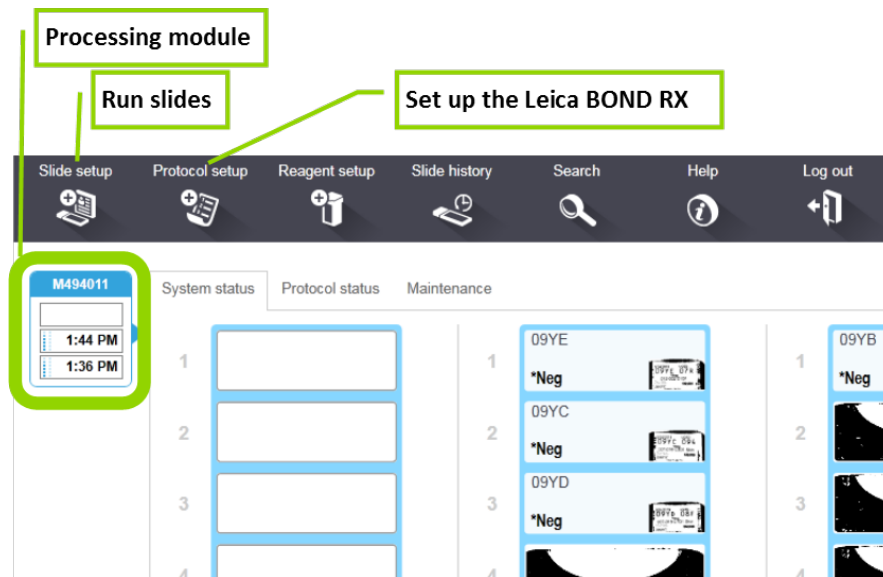 Processing module
Run slides
Set up the Leica BOND RX
Slide setup
Protocol setup
Reagent setup
Slide history
Search
Help
Log out
M494011
System status
Protocol status
Maintenance
1:44 PM
1:36 PM
1
1
09YE
*Neg
1
09YB
*Neg
2
2
09YC
*Neg
2
3
3
09YD
*Neg
3
4
4
4